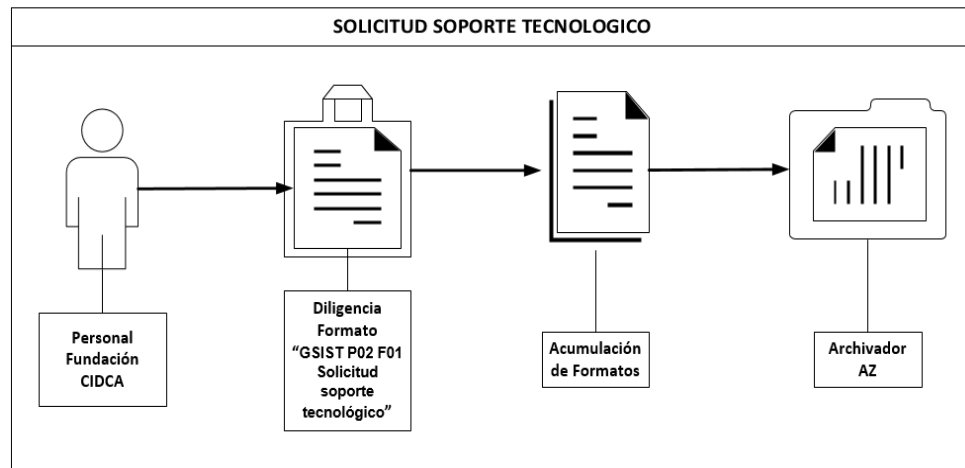 SOLICITUD SOPORTE TECNOLOGICO
Personal
Fundación
CIDCA
Diligencia
Formato
“GSIST P02 F01
Solicitud
soporte
tecnológico”
Acumulación
de Formatos
Archivador
AZ